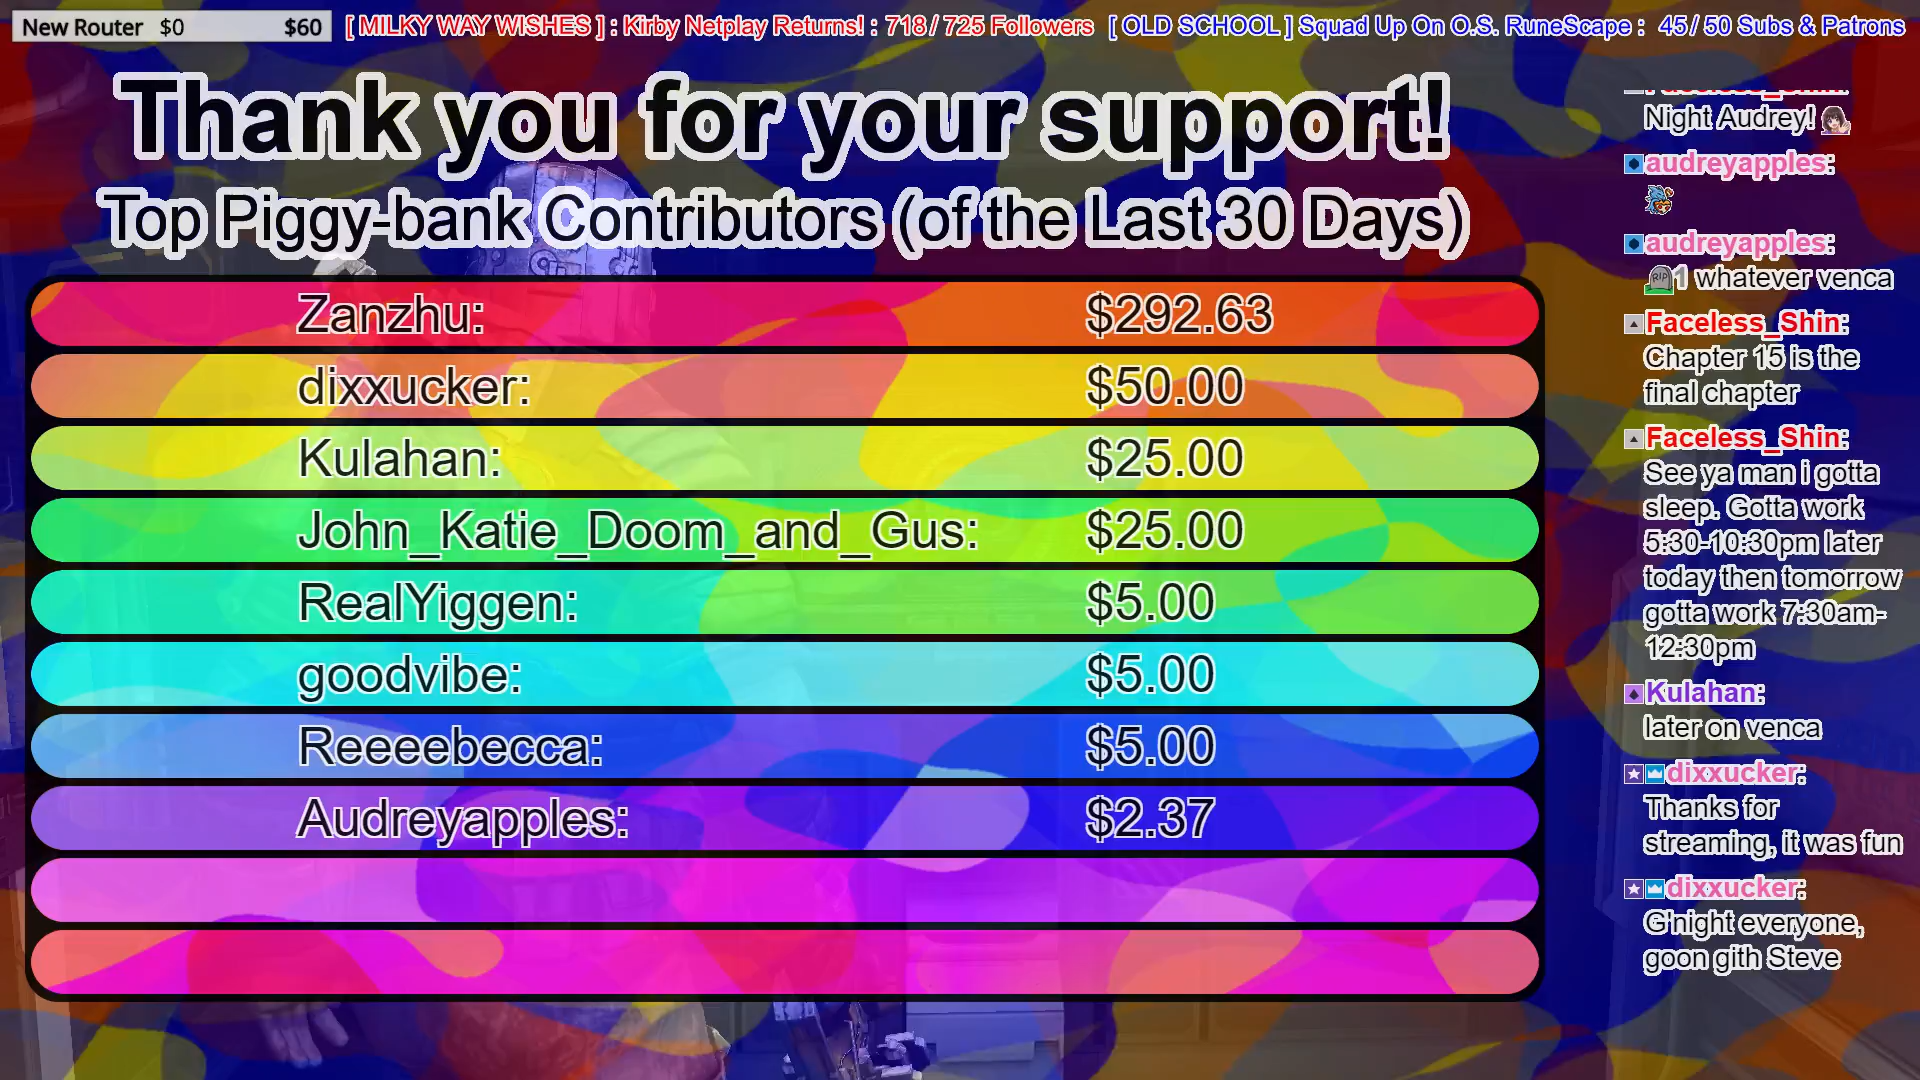 New Router $0 $60
[ MILKY WAY WISHES ] : Kirby Netplay Returns! : 718 / 725 Followers [ OLD SCHOOL ] Squad Up On O.S. RuneScape : 45 / 50 Subs & Patrons
Thank you for your support!
Top Piggy-bank Contributors (of the Last 30 Days)
Zanzhu: $292.63
dixxucker: $50.00
Kulahan: $25.00
John_Katie_Doom_and_Gus: $25.00
RealYiggen: $5.00
goodvibe: $5.00
Reeeebecca: $5.00
Audreyapples: $2.37
Night Audrey!
audreyapples:
audreyapples:
RIP 1 whatever venca
Faceless_Shin:
Chapter 15 is the
final chapter
Faceless_Shin:
See ya man i gotta
sleep. Gotta work
5:30-10:30pm later
today then tomorrow
gotta work 7:30am-
12:30pm
Kulahan:
later on venca
dixxucker:
Thanks for
streaming, it was fun
dixxucker:
G'night everyone,
goon gith Steve